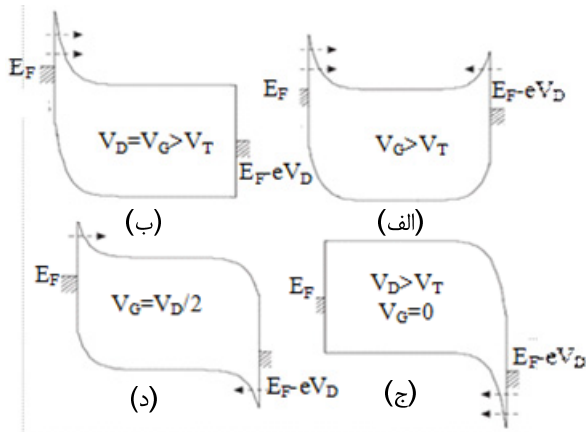 E_F
V_D=V_G>V_T
E_F-eV_D
(ب)
E_F
E_F-eV_D
V_G>V_T
(الف)
E_F
V_G=V_D/2
E_F-eV_D
(د)
E_F
V_D>V_T
V_G=0
E_F-eV_D
(ج)